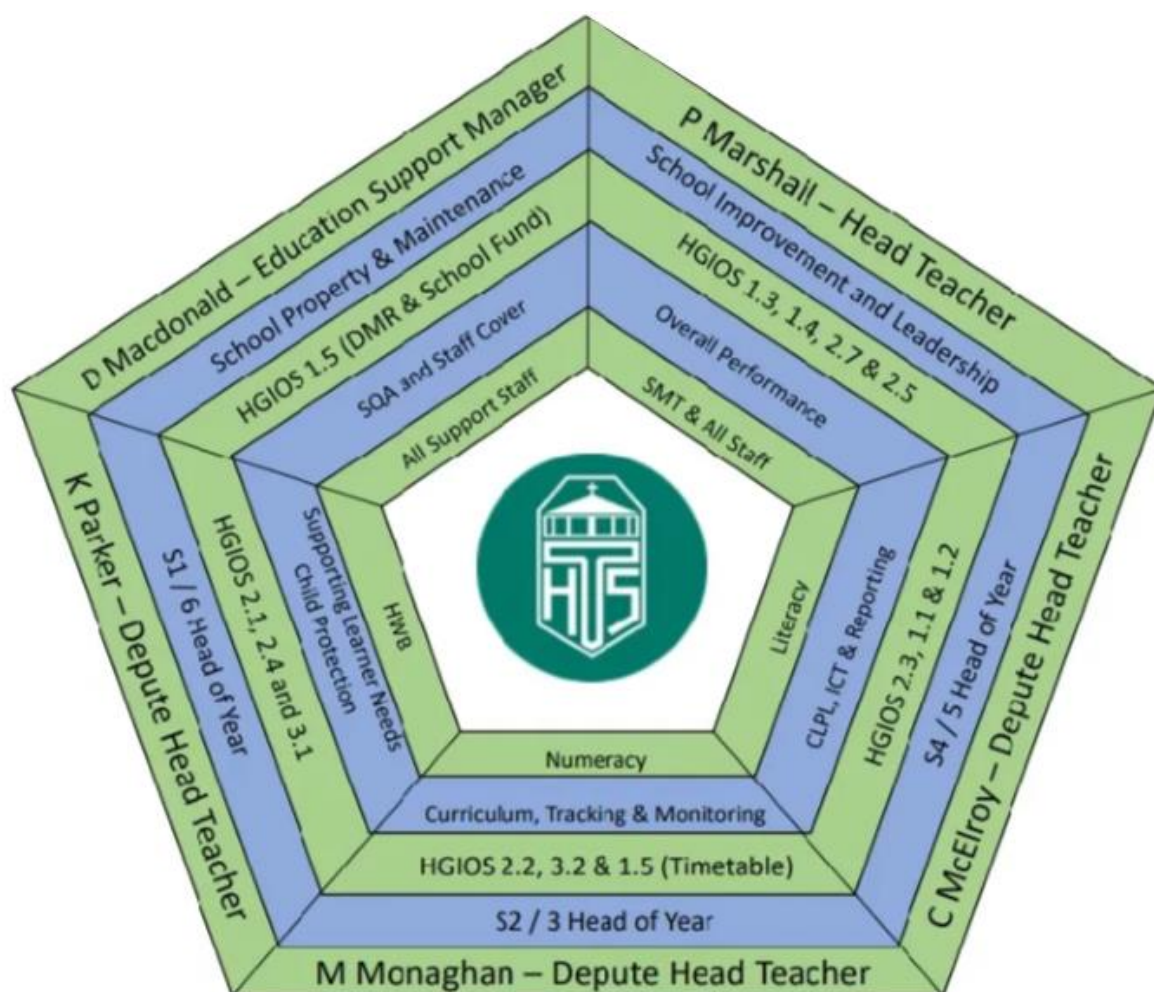 D Macdonald – Education Support Manager
School Property & Maintenance
HGIOS 1.5 (DMR & School Fund)
SQA and Staff Cover
All Support Staff
P Marshall – Head Teacher
School Improvement and Leadership
HGIOS 1.3, 1.4, 2.7 & 2.5
Overall Performance
SMT & All Staff
C McElroy – Depute Head Teacher
S4 / 5 Head of Year
HGIOS 2.3, 1.1 & 1.2
CLPL, ICT & Reporting
Literacy
M Monaghan – Depute Head Teacher
S2 / 3 Head of Year
HGIOS 2.2, 3.2 & 1.5 (Timetable)
Curriculum, Tracking & Monitoring
Numeracy
K Parker – Depute Head Teacher
S1 / 6 Head of Year
HGIOS 2.1, 2.4 and 3.1
Supporting Learner Needs
Child Protection
HWB
HTS